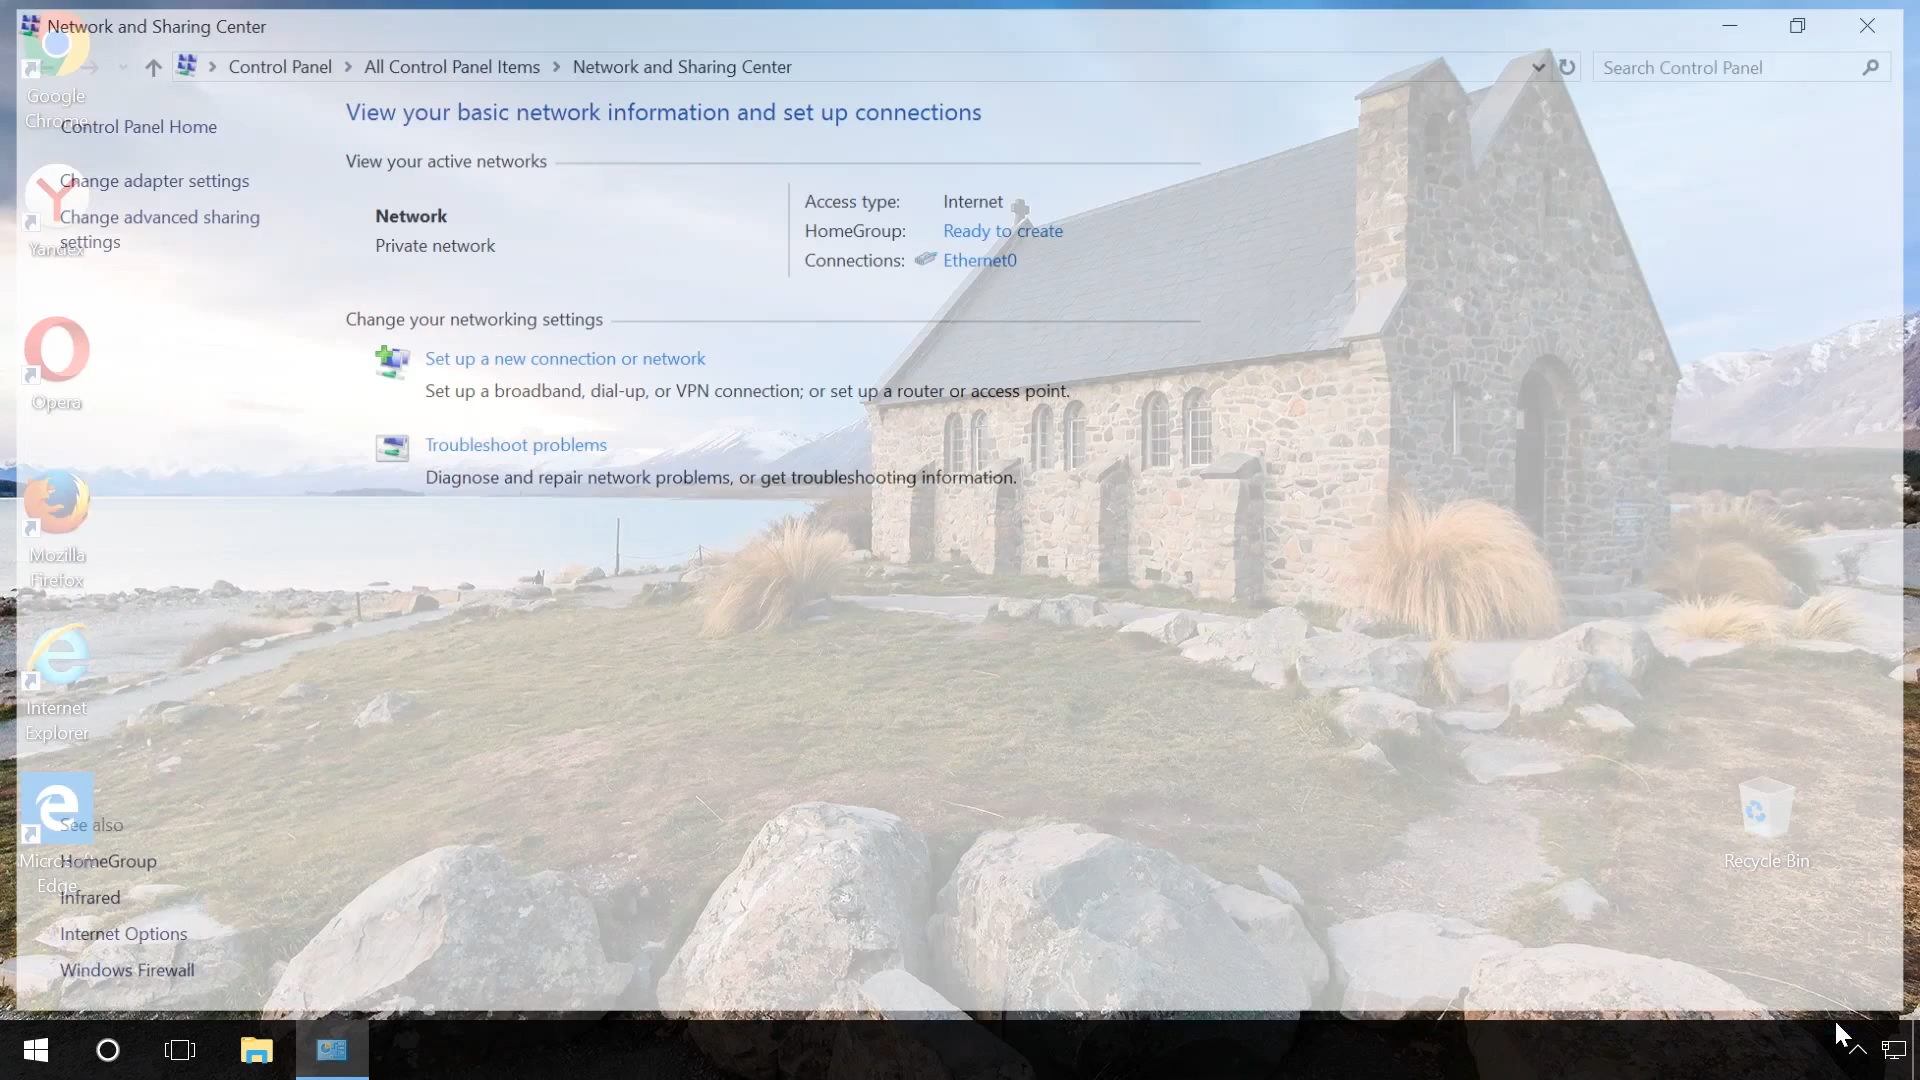 Network and Sharing Center
Control Panel
All Control Panel Items
Network and Sharing Center
Search Control Panel
Google
Chrome
Control Panel Home
Change adapter settings
Change advanced sharing
settings
Yandex
Opera
Mozilla
Firefox
Internet
Explorer
See also
Microsoft
Edge
HomeGroup
Infrared
Internet Options
Windows Firewall
View your basic network information and set up connections
View your active networks
Network
Private network
Access type: Internet
HomeGroup: Ready to create
Connections: Ethernet0
Change your networking settings
Set up a new connection or network
Set up a broadband, dial-up, or VPN connection; or set up a router or access point.
Troubleshoot problems
Diagnose and repair network problems, or get troubleshooting information.
Recycle Bin